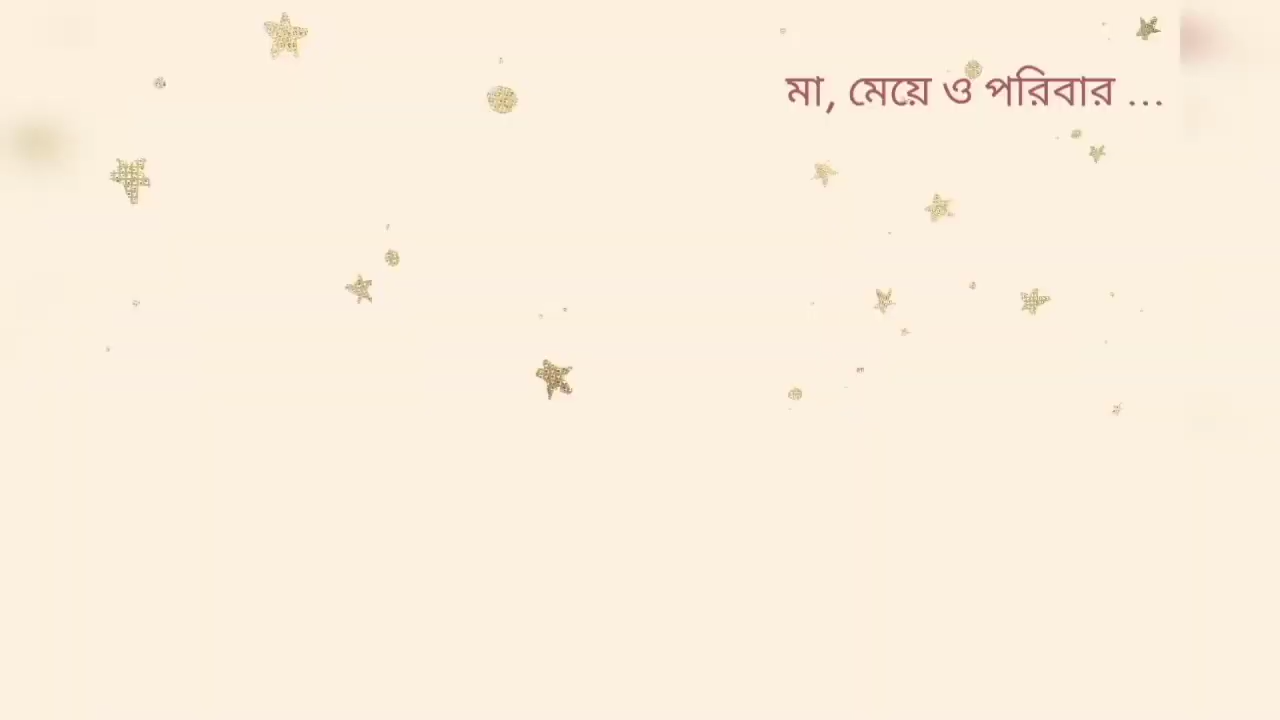 মা, মেয়ে ও পরিবার ...